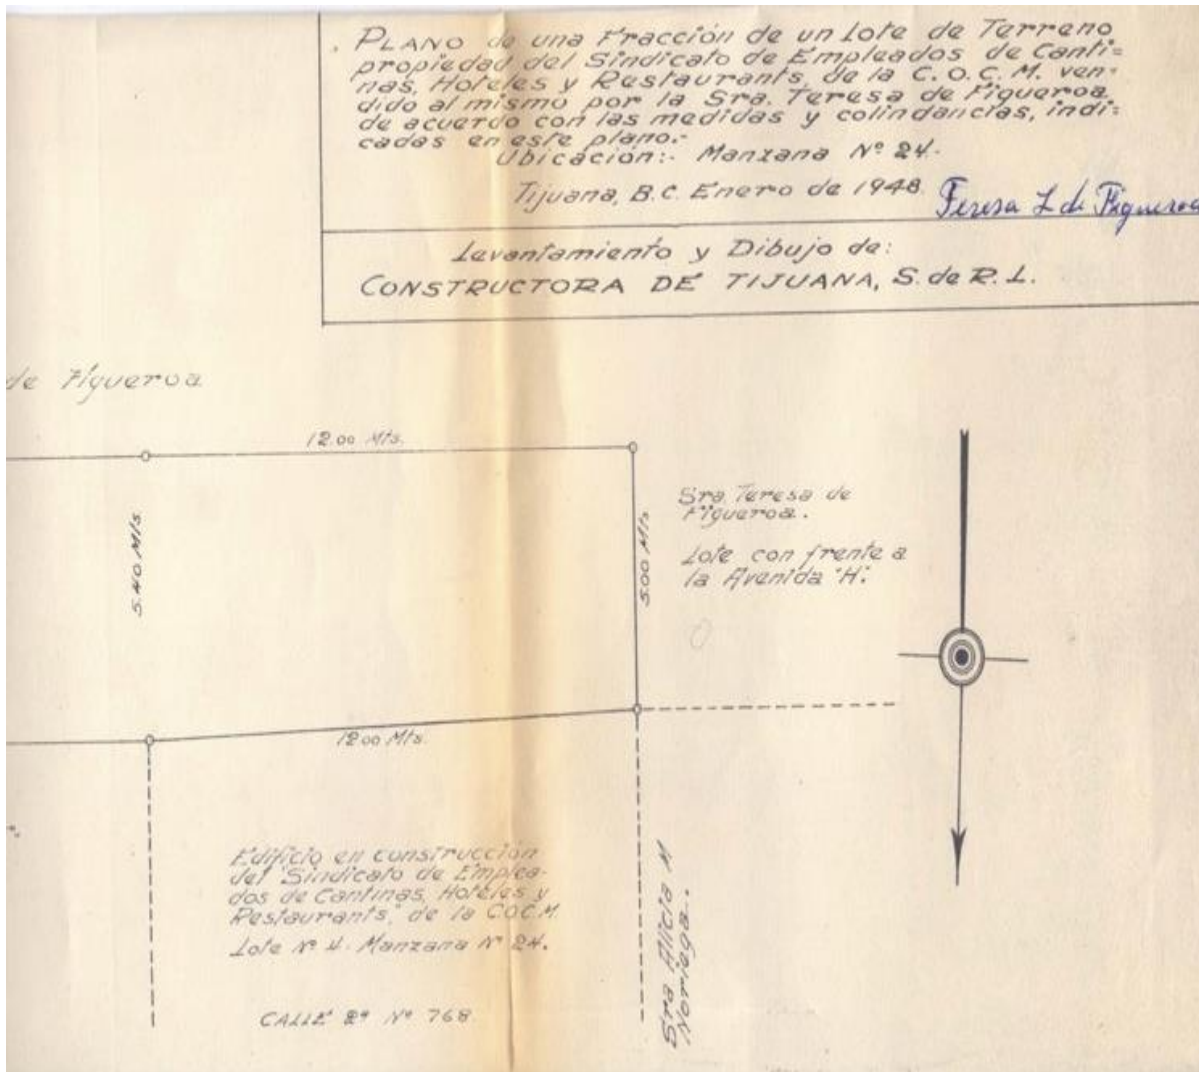 PLANO de una Fracción de un Lote de Terreno
propiedad del Sindicato de Empleados de Canti=
nas, Hoteles y Restaurants, de la C.O.C.M. ven-
dido al mismo por la Sra. Teresa de Figueroa
de acuerdo con las medidas y colindancias, indi=
cadas en este plano.-
Ubicación:- Manzana Nº 24.
Tijuana, B.C. Enero de 1948.
Teresa L de Figueroa
Levantamiento y Dibujo de:
CONSTRUCTORA DE TIJUANA, S. de R. L.
de Figueroa
12.00 Mts.
5.40 Mts.
5.00 Mts
Sra. Teresa de
Figueroa.
Lote con frente a
la Avenida "H".
12.00 Mts.
Edificio en construcción
del "Sindicato de Emplea-
dos de Cantinas, Hoteles y
Restaurants," de la C.O.C.M.
Lote Nº 4. Manzana Nº 24.
CALLE 2ª Nº 768
Sra Alicia M
Noriega..